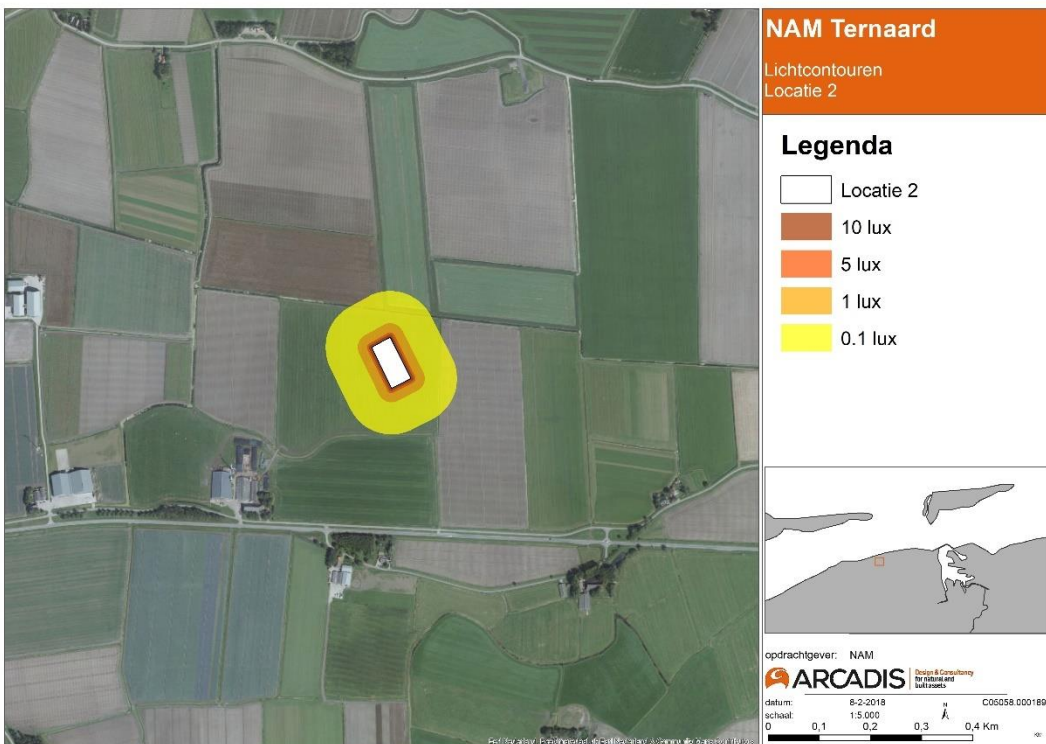 NAM Ternaard
Lichtcontouren
Locatie 2
Legenda
Locatie 2
10 lux
5 lux
1 lux
0.1 lux
opdrachtgever: NAM
ARCADIS
Design & Consultancy
for natural and
built assets
datum: 8-2-2018 N C05058.000189
schaal: 1:5.000
0 0,1 0,2 0,3 0,4 Km